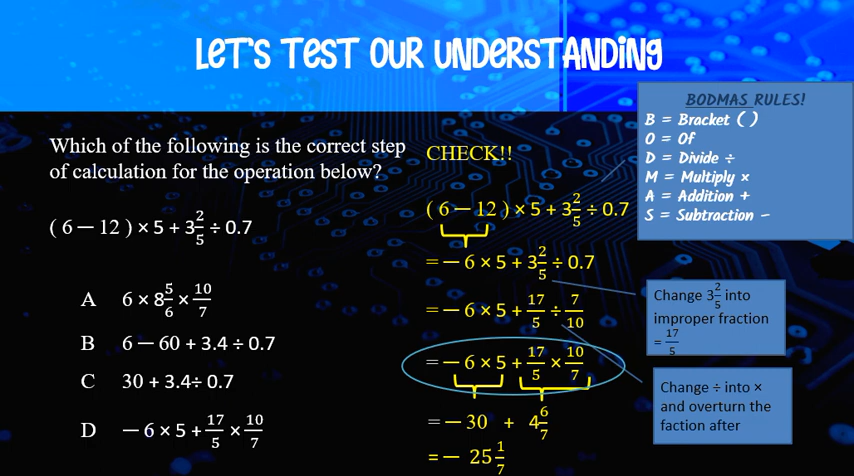 LET'S TEST OUR UNDERSTANDING
Which of the following is the correct step
of calculation for the operation below?
( 6 — 12 ) × 5 + 3 2/5 ÷ 0.7
A 6 × 8 5/6 × 10/7
B 6 — 60 + 3.4 ÷ 0.7
C 30 + 3.4÷ 0.7
D — 6 × 5 + 17/5 × 10/7
CHECK!!
( 6 — 12 ) × 5 + 3 2/5 ÷ 0.7
= — 6 × 5 + 3 2/5 ÷ 0.7
= — 6 × 5 + 17/5 ÷ 7/10
= — 6 × 5 + 17/5 × 10/7
= — 30 + 4 6/7
= — 25 1/7
BODMAS RULES!
B = Bracket ( )
O = Of
D = Divide ÷
M = Multiply ×
A = Addition +
S = Subtraction −
Change 3 2/5 into
improper fraction
= 17/5
Change ÷ into ×
and overturn the
faction after